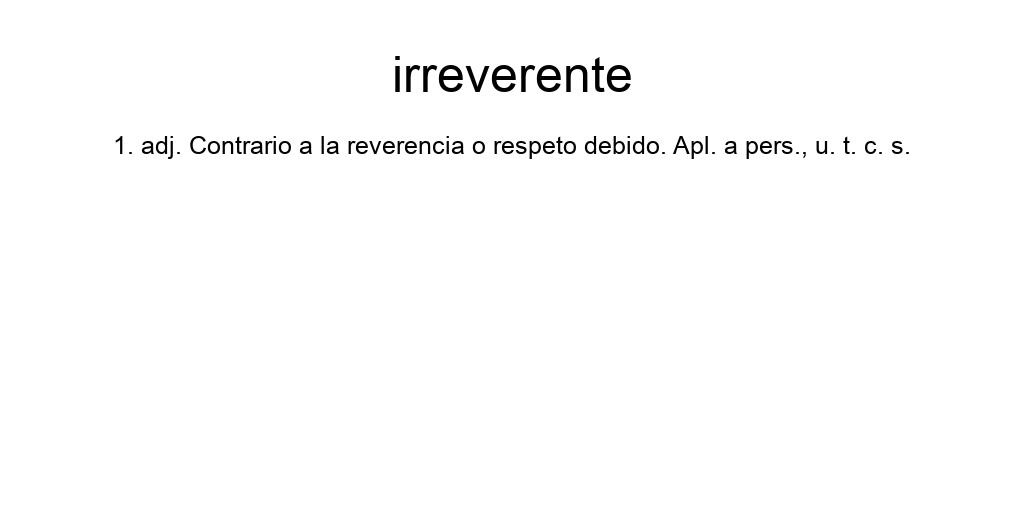 irreverente
1. adj. Contrario a la reverencia o respeto debido. Apl. a pers., u. t. c. s.